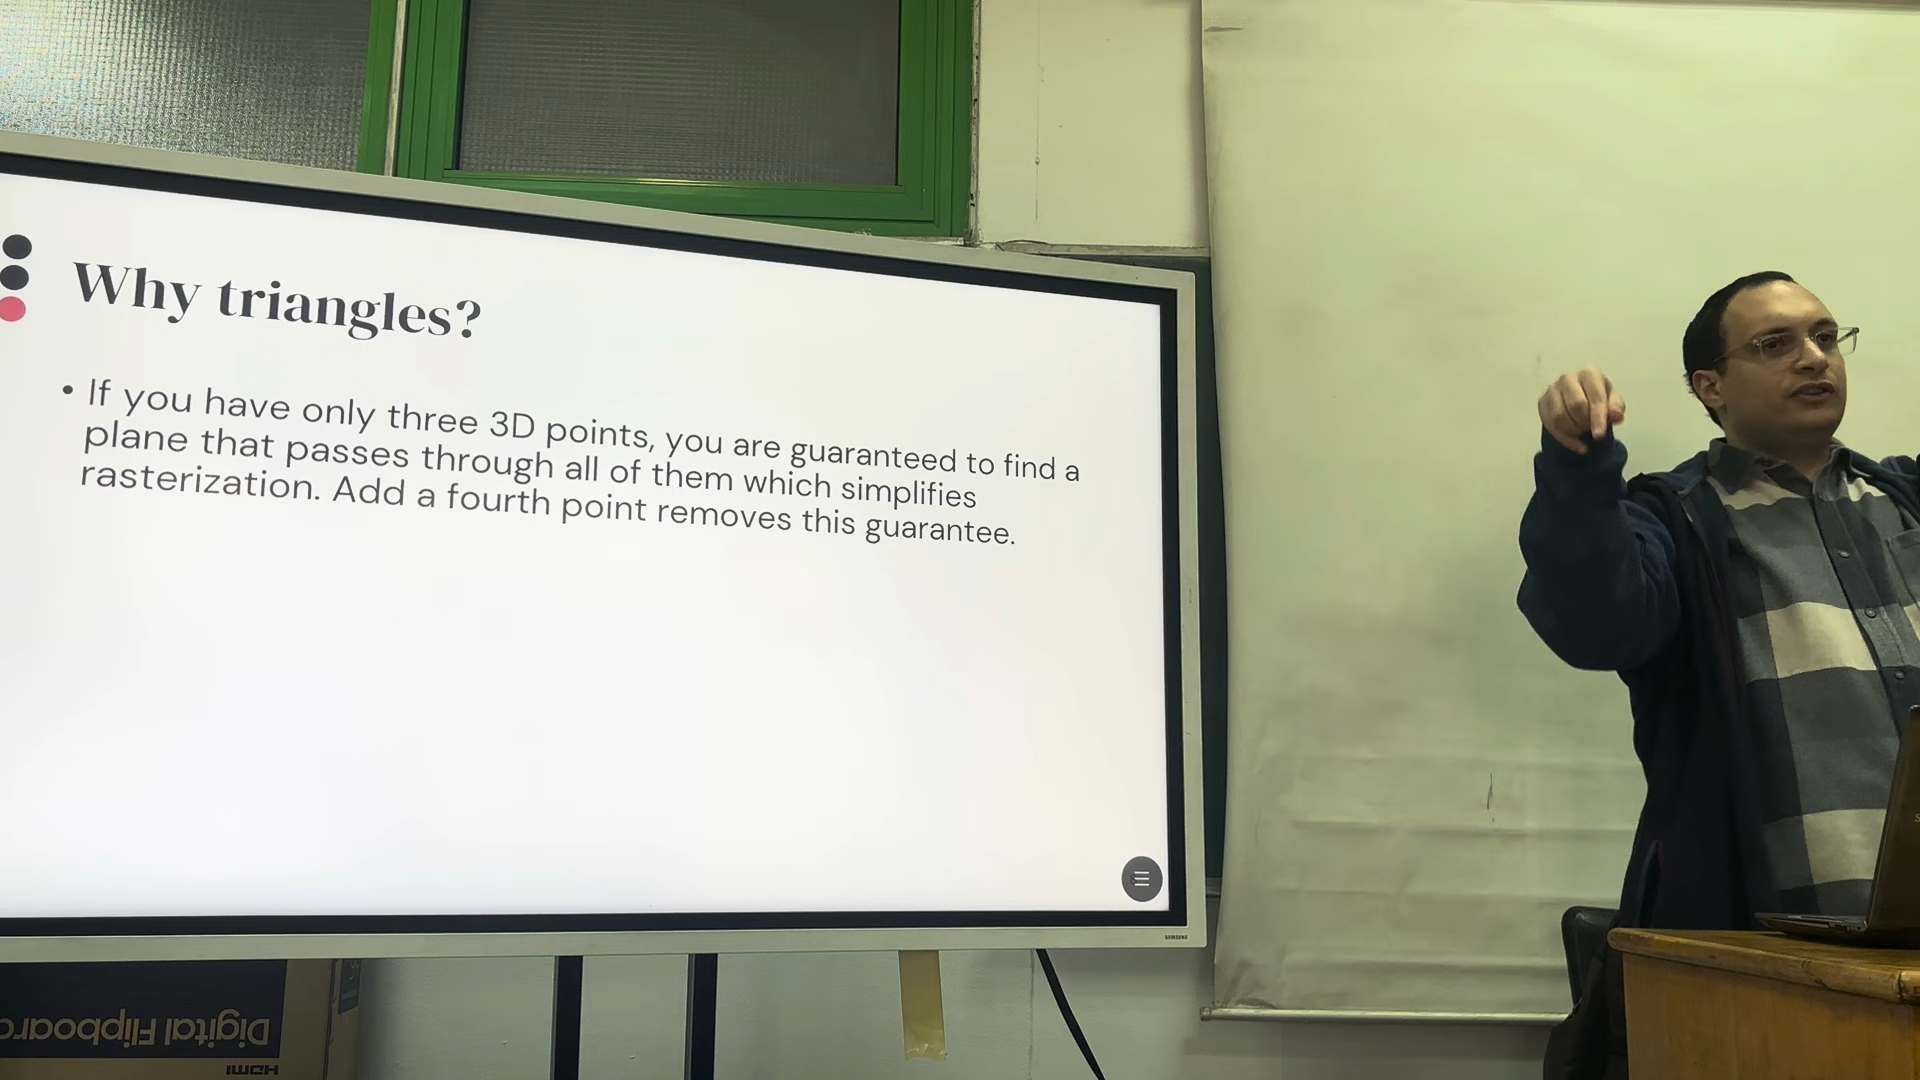 Why triangles?
• If you have only three 3D points, you are guaranteed to find a
plane that passes through all of them which simplifies
rasterization. Add a fourth point removes this guarantee.
SAMSUNG
Digital Flipboard
HDMI